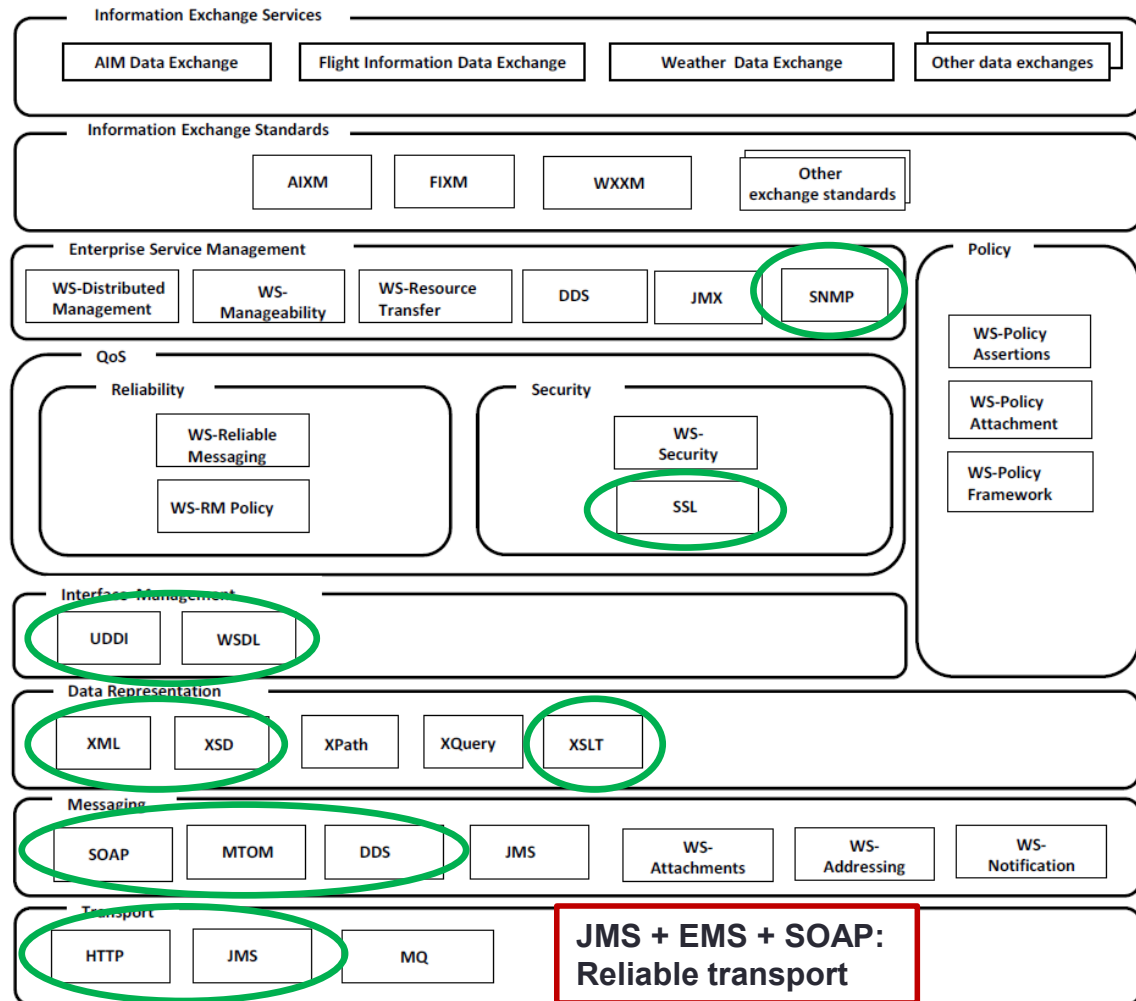 Information Exchange Services
AIM Data Exchange
Flight Information Data Exchange
Weather Data Exchange
Other data exchanges
Information Exchange Standards
AIXM
FIXM
WXXM
Other
exchange standards
Enterprise Service Management
WS-Distributed
Management
WS-
Manageability
WS-Resource
Transfer
DDS
JMX
SNMP
Policy
WS-Policy
Assertions
WS-Policy
Attachment
WS-Policy
Framework
QoS
Reliability
WS-Reliable
Messaging
WS-RM Policy
Security
WS-
Security
SSL
Interface Management
UDDI
WSDL
Data Representation
XML
XSD
XPath
XQuery
XSLT
Messaging
SOAP
MTOM
DDS
JMS
WS-
Attachments
WS-
Addressing
WS-
Notification
Transport
HTTP
JMS
MQ
JMS + EMS + SOAP:
Reliable transport